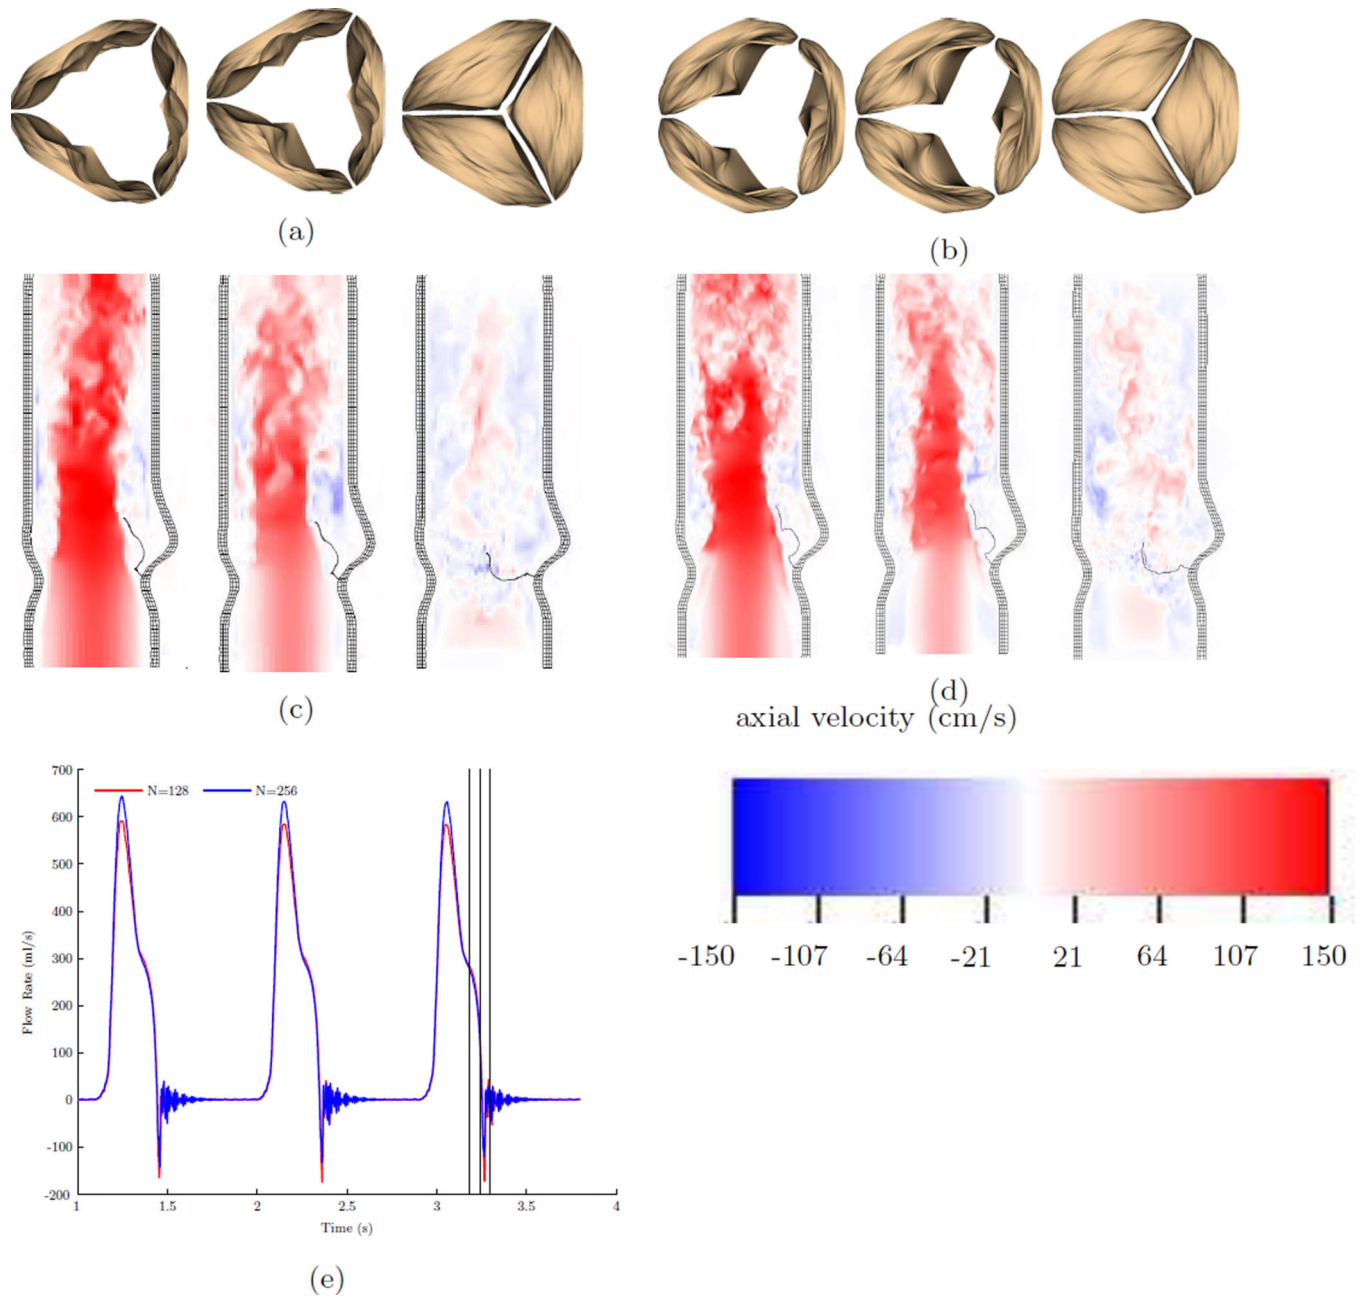 (a)
(b)
(c)
(d)
axial velocity (cm/s)
-150 -107 -64 -21 21 64 107 150
700
600
500
400
300
200
100
0
-100
-200
N=128 N=256
Flow Rate (ml/s)
1 1.5 2 2.5 3 3.5 4
Time (s)
(e)